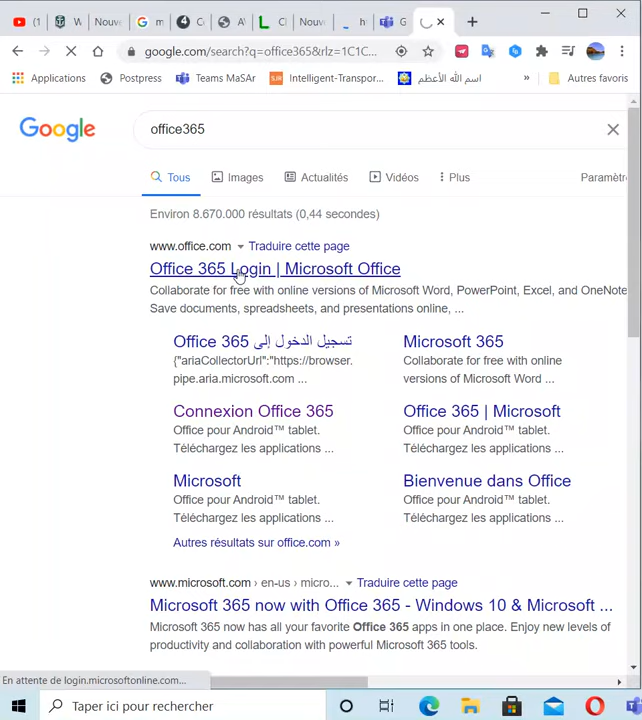 (1
W
Nouve
G m
4 Co
AV
L Cl
Nouv
h
G
google.com/search?q=office365&rlz=1C1C...
Applications Postpress Teams MaSAr Intelligent-Transpor... اسم الله الأعظم » Autres favoris
Google office365
Tous Images Actualités Vidéos Plus Paramètr
Environ 8.670.000 résultats (0,44 secondes)
www.office.com Traduire cette page
Office 365 Login | Microsoft Office
Collaborate for free with online versions of Microsoft Word, PowerPoint, Excel, and OneNote
Save documents, spreadsheets, and presentations online, ...
تسجيل الدخول إلى Office 365
{"ariaCollectorUrl":"https://browser.
pipe.aria.microsoft.com ...
Microsoft 365
Collaborate for free with online
versions of Microsoft Word ...
Connexion Office 365
Office pour Android™ tablet.
Téléchargez les applications ...
Office 365 | Microsoft
Office pour Android™ tablet.
Téléchargez les applications ...
Microsoft
Office pour Android™ tablet.
Téléchargez les applications ...
Bienvenue dans Office
Office pour Android™ tablet.
Téléchargez les applications ...
Autres résultats sur office.com »
www.microsoft.com › en-us › micro... Traduire cette page
Microsoft 365 now with Office 365 - Windows 10 & Microsoft ...
Microsoft 365 now has all your favorite Office 365 apps in one place. Enjoy new levels of
productivity and collaboration with powerful Microsoft 365 tools.
En attente de login.microsoftonline.com...
Taper ici pour rechercher